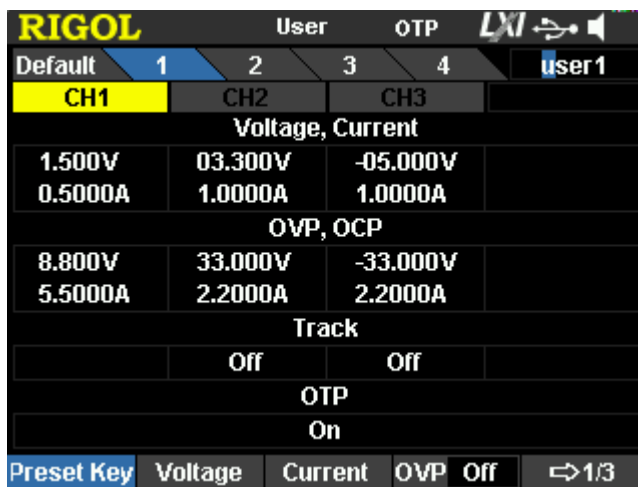 RIGOL User OTP LXI
Default 1 2 3 4 user1
CH1 CH2 CH3
Voltage, Current
1.500V 03.300V -05.000V
0.5000A 1.0000A 1.0000A
OVP, OCP
8.800V 33.000V -33.000V
5.5000A 2.2000A 2.2000A
Track
Off Off
OTP
On
Preset Key Voltage Current OVP Off ⇨1/3